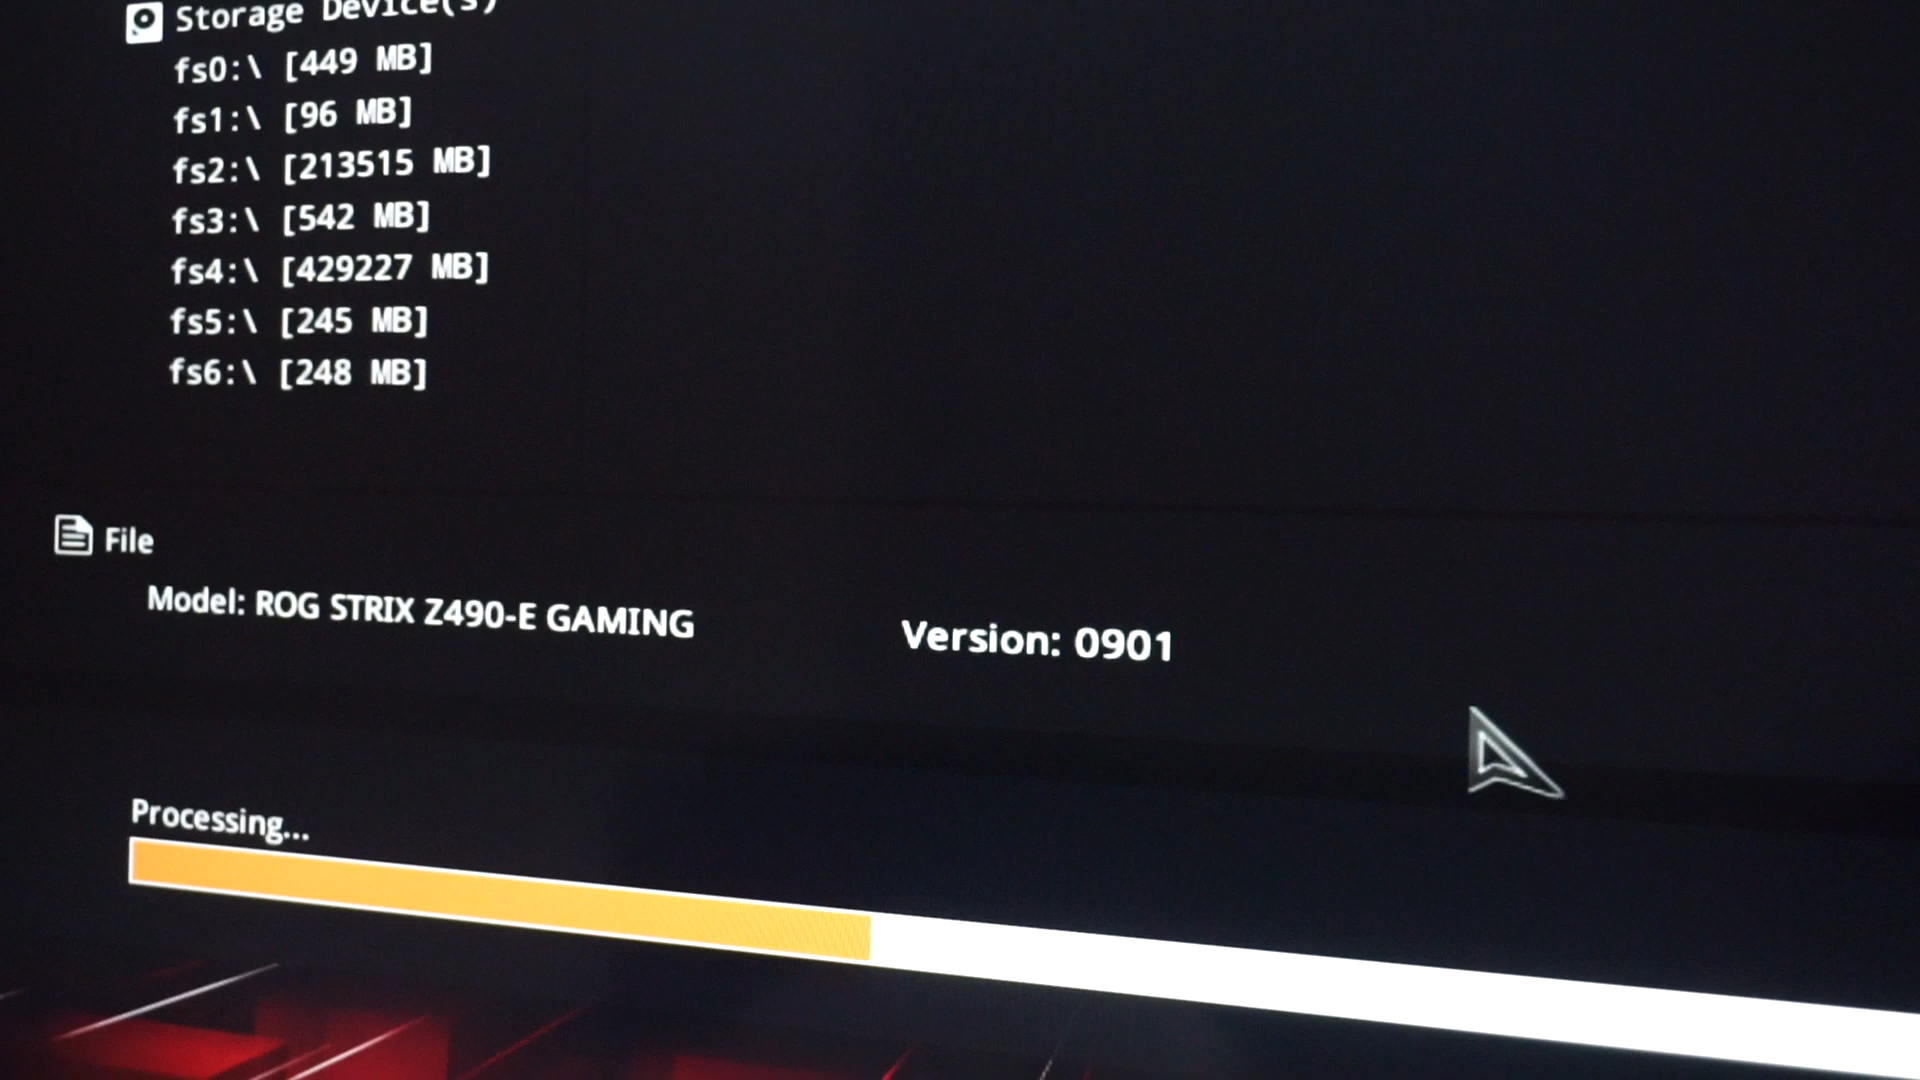 Storage Device(s)
fs0:\ [449 MB]
fs1:\ [96 MB]
fs2:\ [213515 MB]
fs3:\ [542 MB]
fs4:\ [429227 MB]
fs5:\ [245 MB]
fs6:\ [248 MB]
File
Model: ROG STRIX Z490-E GAMING
Version: 0901
Processing...